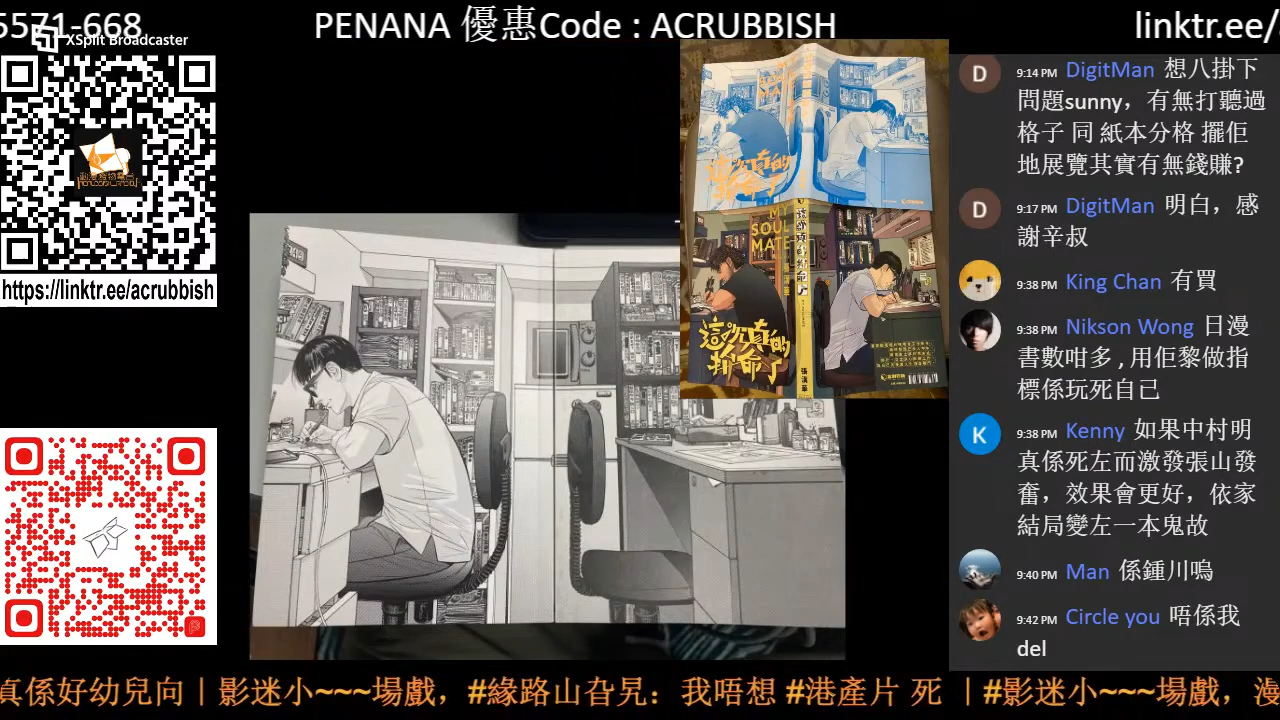 5571-668
PENANA 優惠Code : ACRUBBISH
linktr.ee/
XSplit Broadcaster
https://linktr.ee/acrubbish
MY
SOUL
MATE
這次真的
拚命了
這次真的拚命了
張清華
9:14 PM DigitMan 想八掛下
問題sunny，有無打聽過
格子 同 紙本分格 擺佢
地展覽其實有無錢賺?
9:17 PM DigitMan 明白，感
謝辛叔
9:38 PM King Chan 有買
9:38 PM Nikson Wong 日漫
書數咁多 , 用佢黎做指
標係玩死自己
9:38 PM Kenny 如果中村明
真係死左而激發張山發
奮，效果會更好，依家
結局變左一本鬼故
9:40 PM Man 係鍾川嗚
9:42 PM Circle you 唔係我
del
真係好幼兒向 | 影迷小~~~場戲，#緣路山旮旯：我唔想 #港產片 死 | #影迷小~~~場戲，漫